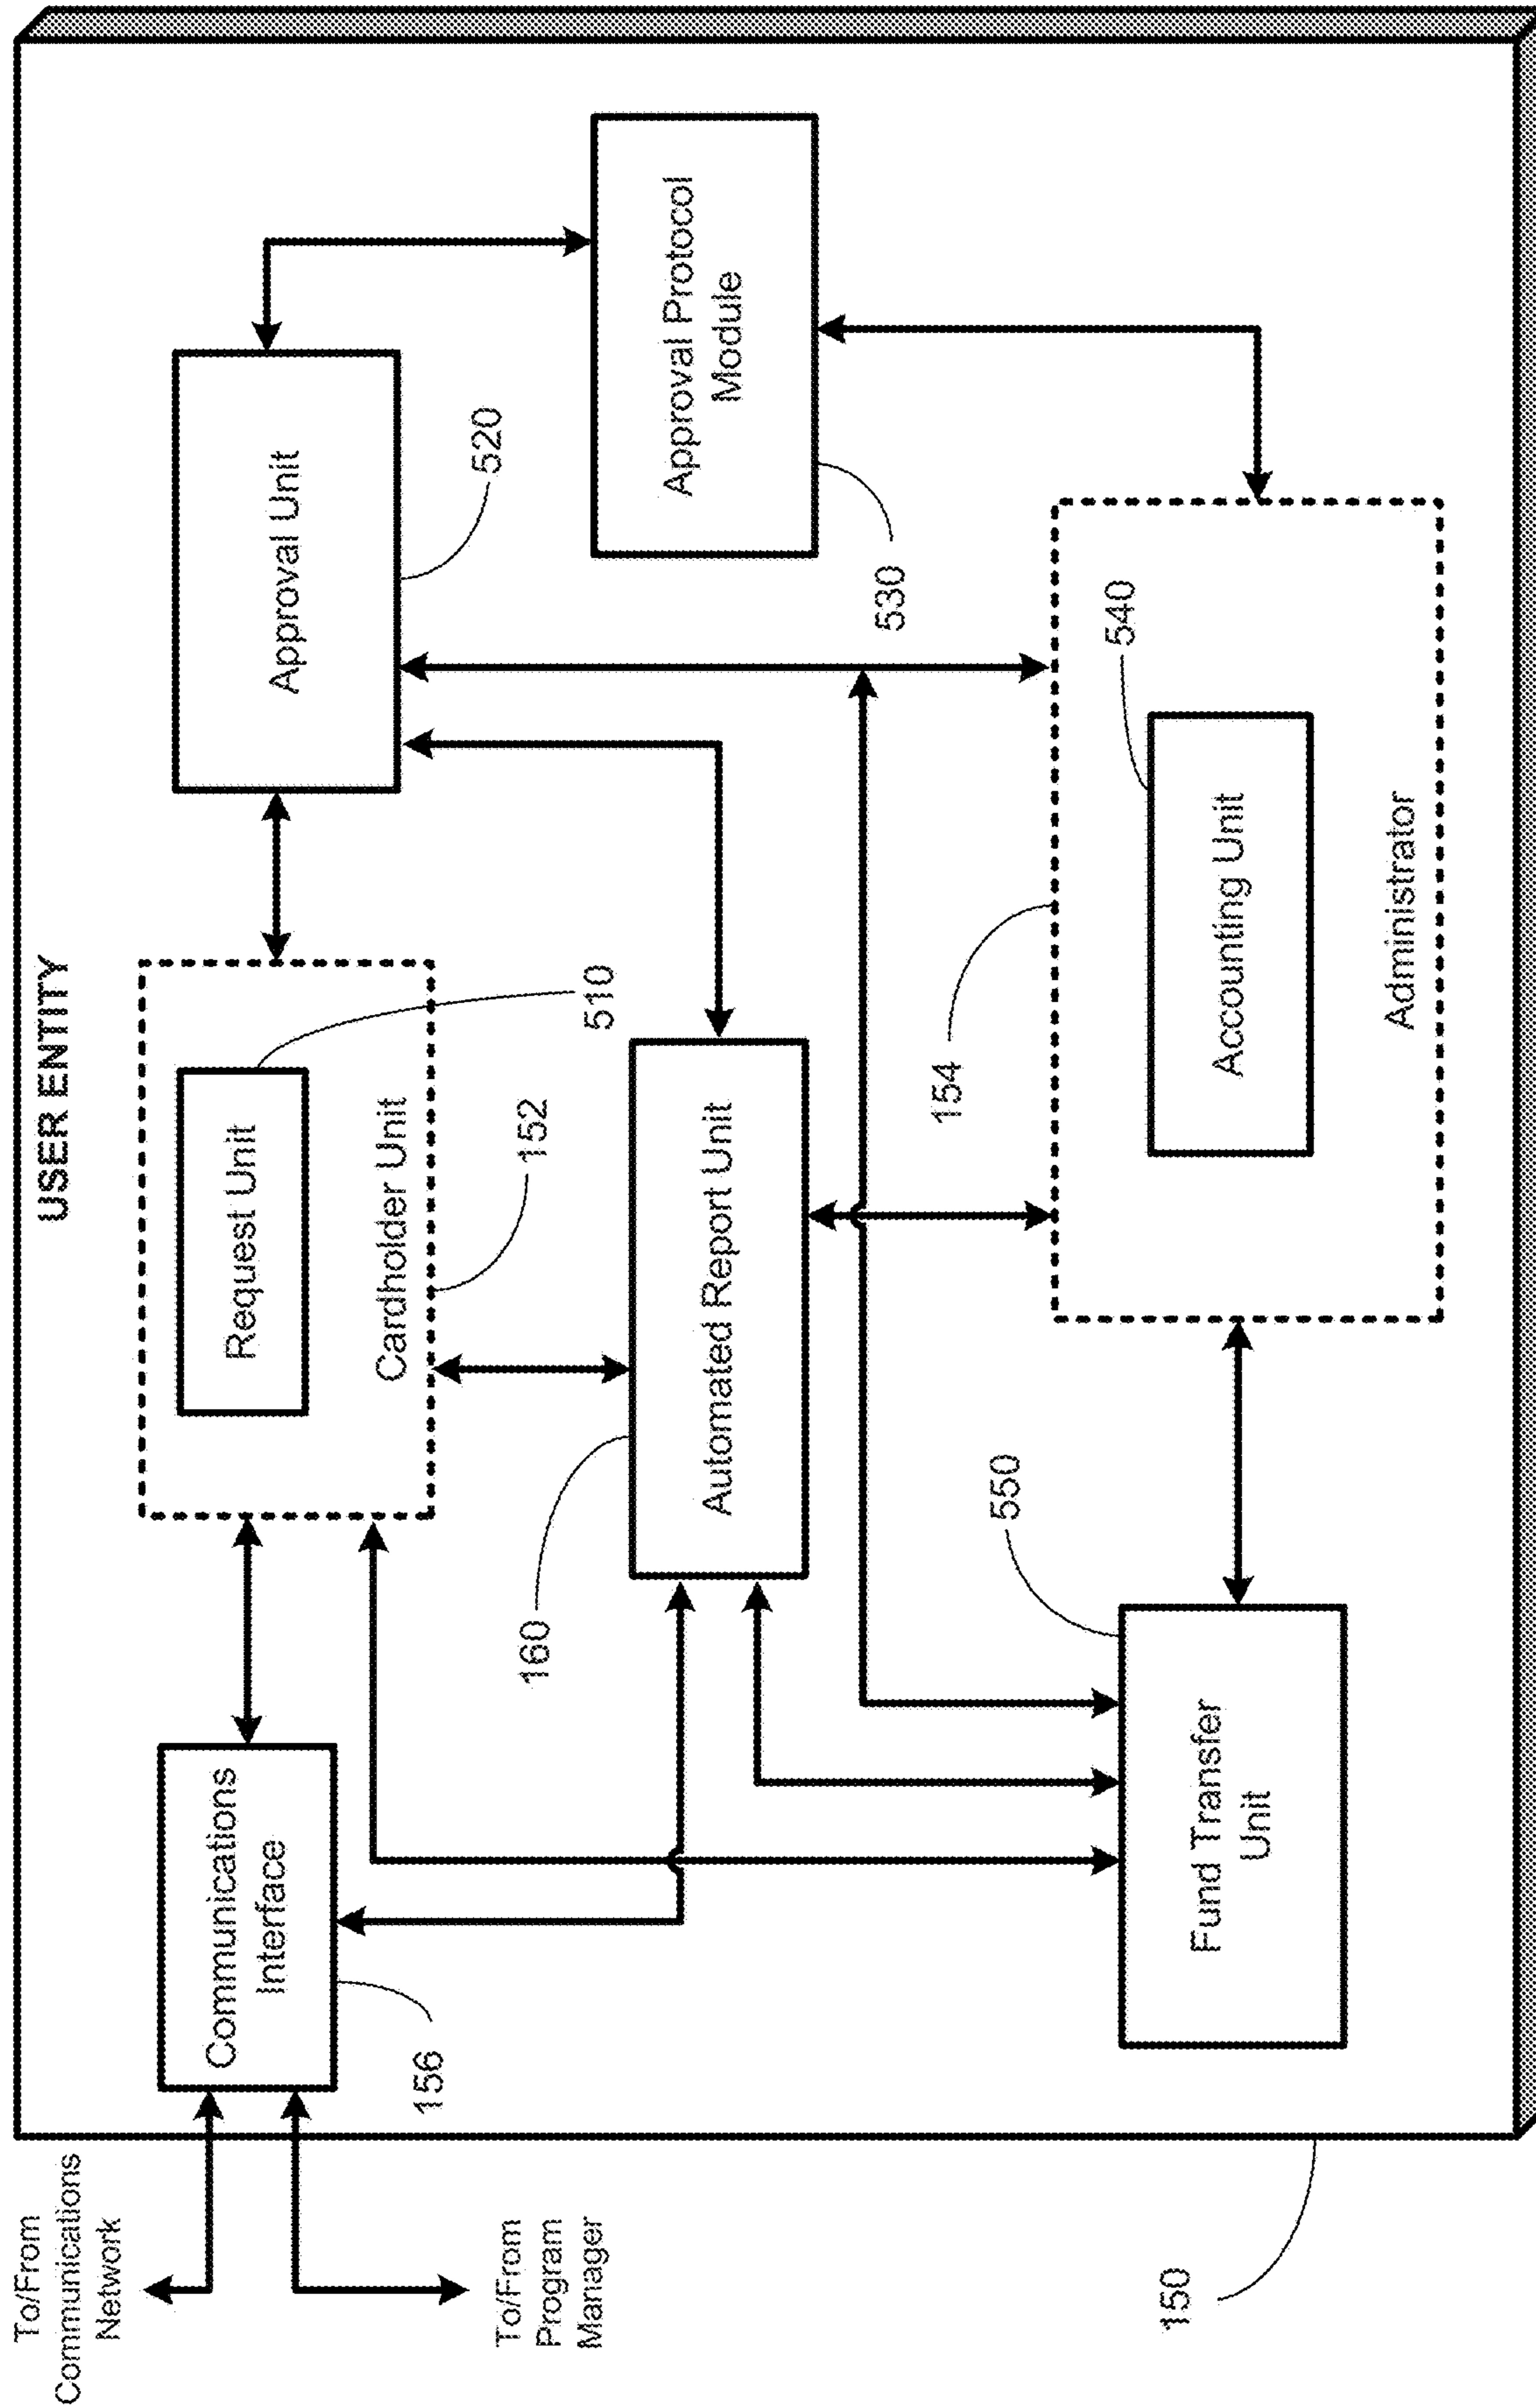 USER ENTITY
To/From
Communications
Network
To/From
Program
Manager
150
Communications
Interface
156
Request Unit
510
Cardholder Unit
152
Approval Unit
520
Automated Report Unit
160
Approval Protocol
Module
530
Fund Transfer
Unit
550
154
Accounting Unit
540
Administrator